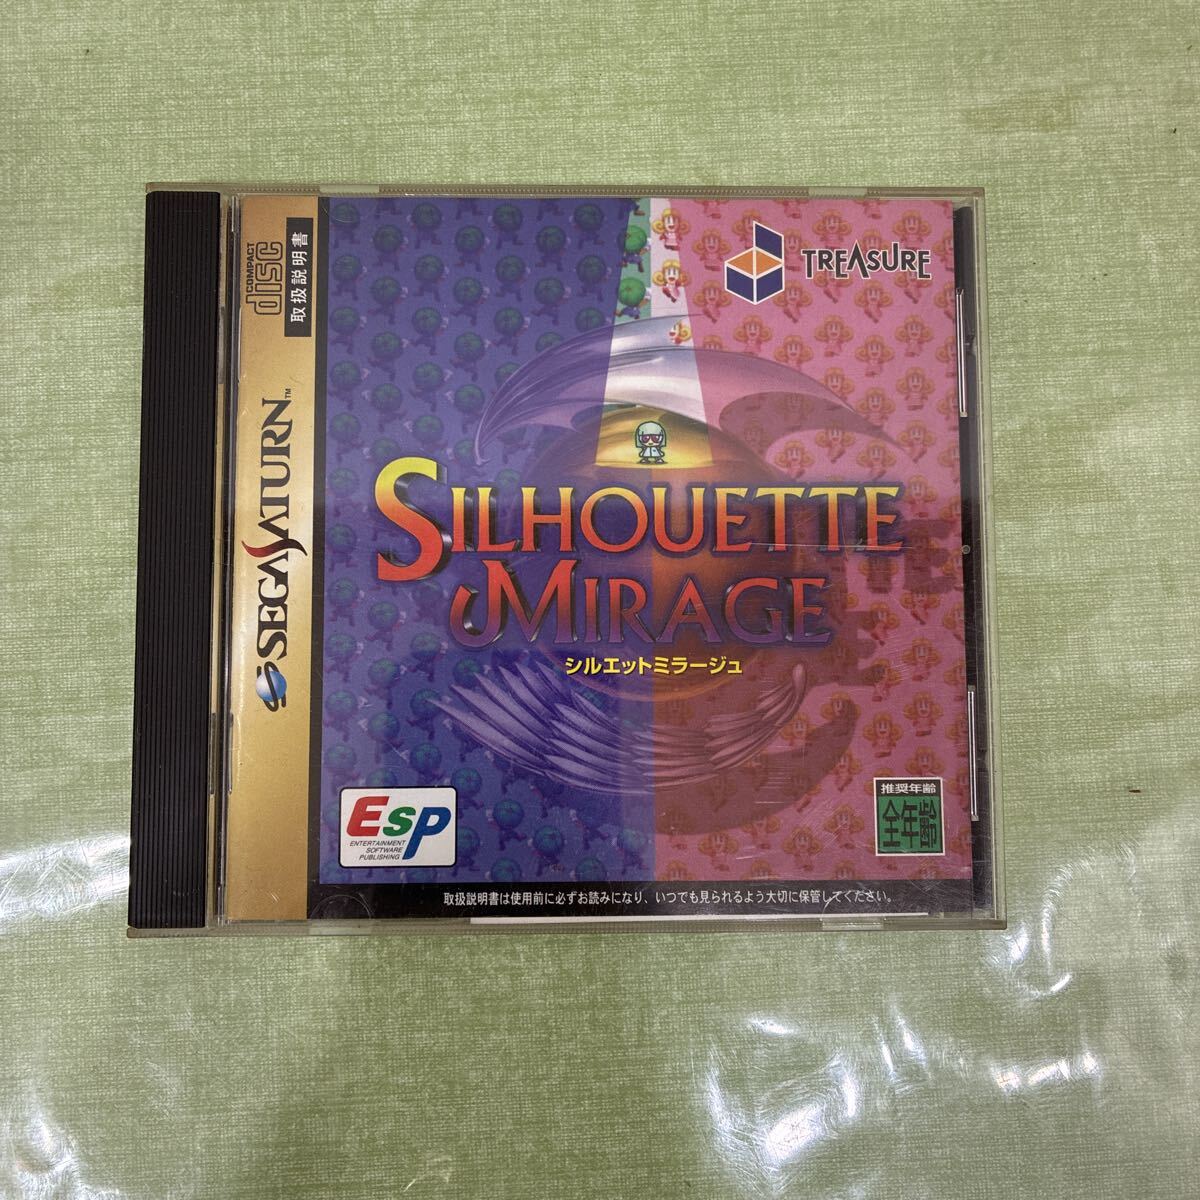 COMPACT
disc
取扱説明書
SEGA SATURN™
TREASURE
SILHOUETTE
MIRAGE
シルエットミラージュ
ESP
ENTERTAINMENT
SOFTWARE
PUBLISHING
推奨年齢
全年齢
取扱説明書は使用前に必ずお読みになり、いつでも見られるよう大切に保管してください。